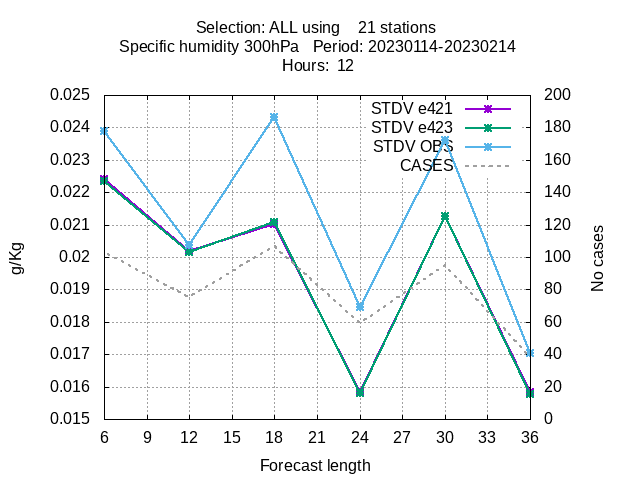 Selection: ALL using    21 stations
Specific humidity 300hPa   Period: 20230114-20230214
Hours:  12
STDV e421
STDV e423
STDV OBS
CASES
0.025
0.024
0.023
0.022
0.021
0.02
0.019
0.018
0.017
0.016
0.015
g/Kg
200
180
160
140
120
100
80
60
40
20
0
No cases
6 9 12 15 18 21 24 27 30 33 36
Forecast length